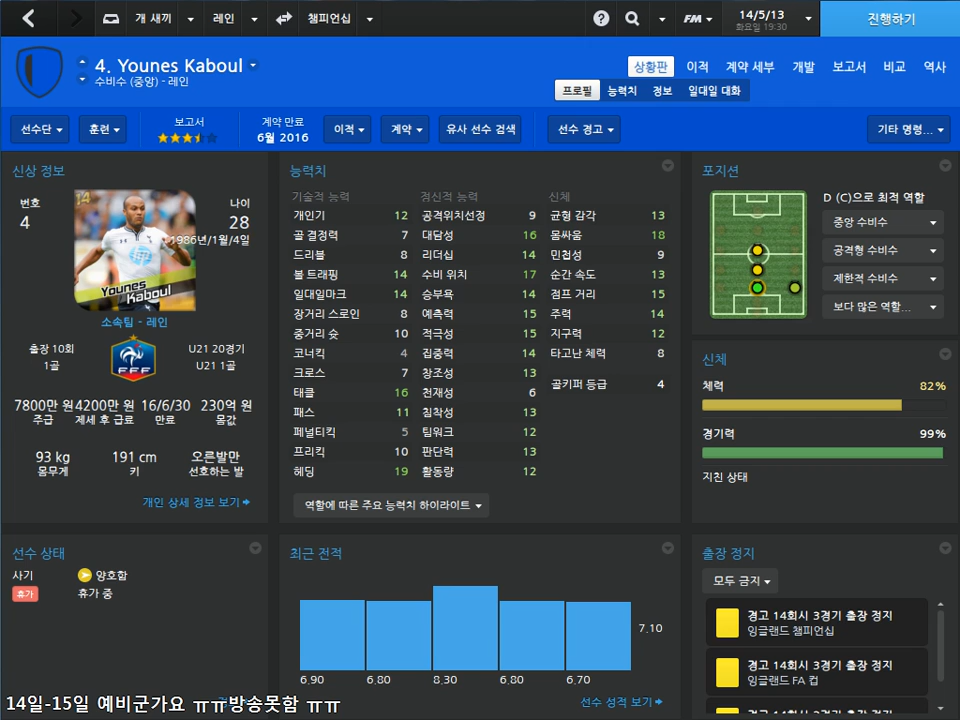 개 새끼 레인 챔피언십 FM 14/5/13 진행하기
화요일 19:30
4. Younes Kaboul 상황판 이적 계약 세부 개발 보고서 비교 역사
수비수 (중앙) - 레인 프로필 능력치 정보 일대일 대화
선수단 훈련 보고서 계약 만료 6월 2016 이적 계약 유사 선수 검색 선수 경고 기타 명령...
신상 정보
번호 나이
4 28
1986년/1월/4일
14
Younes
Kaboul
소속팀 - 레인
출장 10회 U21 20경기
1골 U21 1골
FFF
7800만 원 4200만 원 16/6/30 230억 원
주급 제세 후 급료 만료 몸값
93 kg 191 cm 오른발만
몸무게 키 선호하는 발
개인 상세 정보 보기
능력치
기술적 능력 정신적 능력 신체
개인기 12 공격위치선정 9 균형 감각 13
골 결정력 7 대담성 16 몸싸움 18
드리블 8 리더십 14 민첩성 9
볼 트래핑 14 수비 위치 17 순간 속도 13
일대일마크 14 승부욕 14 점프 거리 15
장거리 스로인 8 예측력 15 주력 14
중거리 슛 10 적극성 15 지구력 12
코너킥 4 집중력 14 타고난 체력 8
크로스 7 창조성 13
태클 16 천재성 6 골키퍼 등급 4
패스 11 침착성 13
페널티킥 5 팀워크 12
프리킥 10 판단력 13
헤딩 19 활동량 12
역할에 따른 주요 능력치 하이라이트
포지션
D (C)으로 최적 역할
중앙 수비수
공격형 수비수
제한적 수비수
보다 많은 역할...
신체
체력 82%
경기력 99%
지친 상태
선수 상태
사기 양호함
휴가 휴가 중
최근 전적
7.10
6.90 6.80 8.30 6.80 6.70
선수 성적 보기
출장 정지
모두 금지
경고 14회시 3경기 출장 정지
잉글랜드 챔피언십
경고 14회시 3경기 출장 정지
잉글랜드 FA 컵
경고 14회시 3경기 출장 정지
14일-15일 예비군가요 ㅠㅠ방송못함 ㅠㅠ